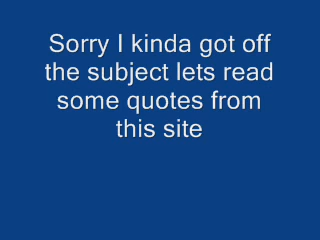 Sorry I kinda got off
the subject lets read
some quotes from
this site